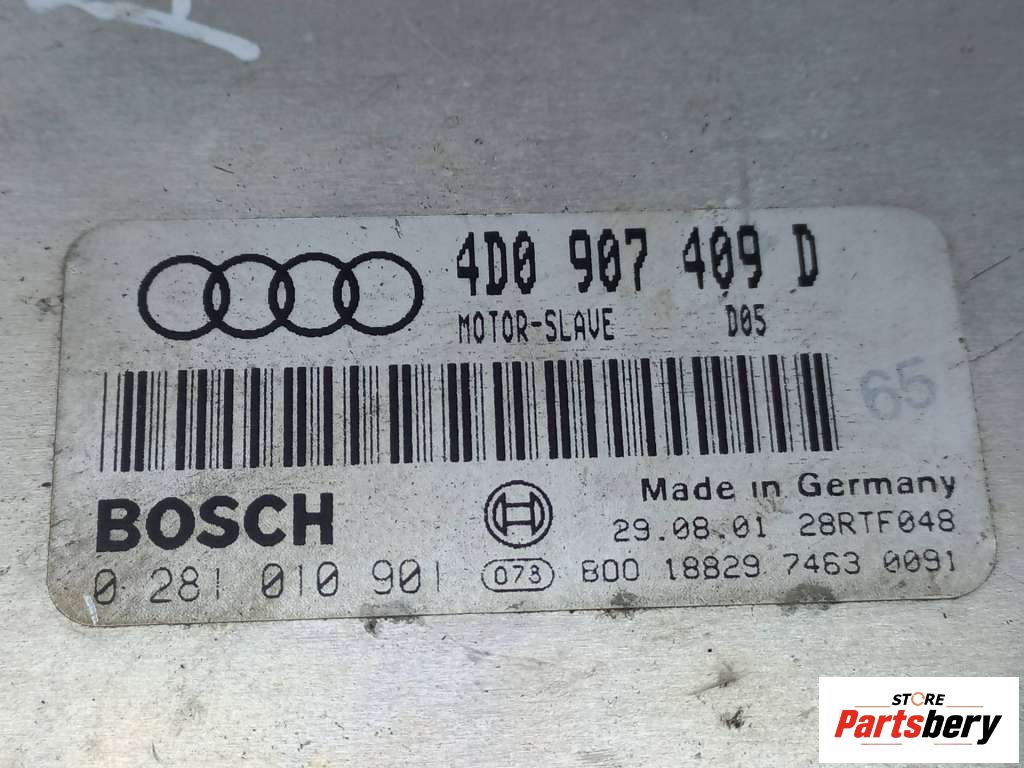 4D0 907 409 D
MOTOR-SLAVE D05
65
BOSCH
Made in Germany
29.08.01 28RTF048
0 281 010 901 073 B00 18829 7463 0091
STORE
Partsbery